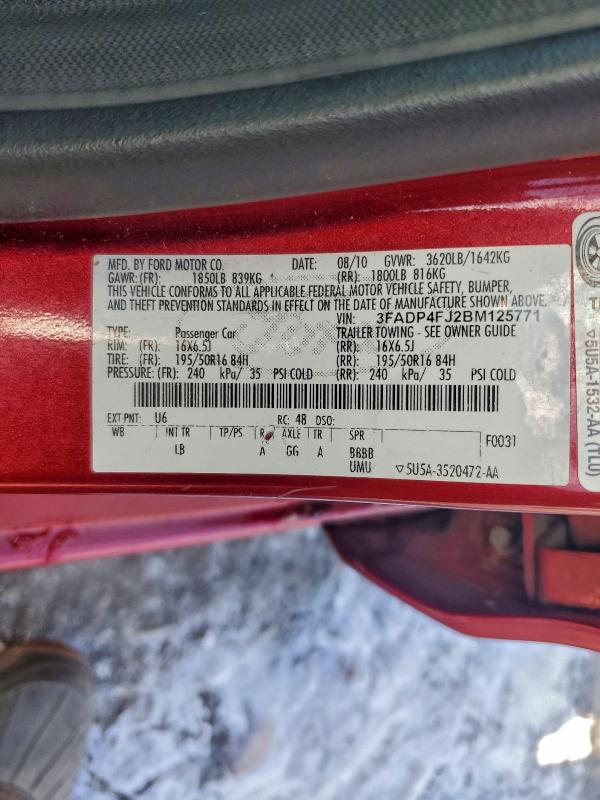 MFD. BY FORD MOTOR CO. DATE: 08/10 GVWR: 3620LB/1642KG
GAWR: (FR): 1850LB 839KG (RR): 1800LB 816KG
THIS VEHICLE CONFORMS TO ALL APPLICABLE FEDERAL MOTOR VEHICLE SAFETY, BUMPER,
AND THEFT PREVENTION STANDARDS IN EFFECT ON THE DATE OF MANUFACTURE SHOWN ABOVE.
VIN: 3FADP4FJ2BM125771
TYPE: Passenger Car TRAILER TOWING - SEE OWNER GUIDE
RIM: (FR): 16X6.5J (RR): 16X6.5J
TIRE: (FR): 195/50R16 84H (RR): 195/50R16 84H
PRESSURE: (FR): 240 kPa/ 35 PSI COLD (RR): 240 kPa/ 35 PSI COLD
EXT PNT: U6 RC: 48 DSO:
WB INT TR TP/PS R AXLE TR SPR F0031
LB A GG A BBBB
UMU ▽5U5A-3520472-AA
▽5U5A-1532-AA (TLU)